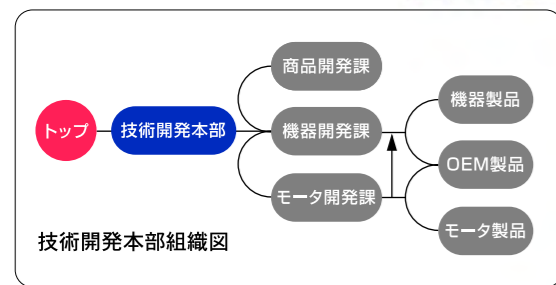 トップ
技術開発本部
商品開発課
機器開発課
モータ開発課
機器製品
OEM製品
モータ製品
技術開発本部組織図